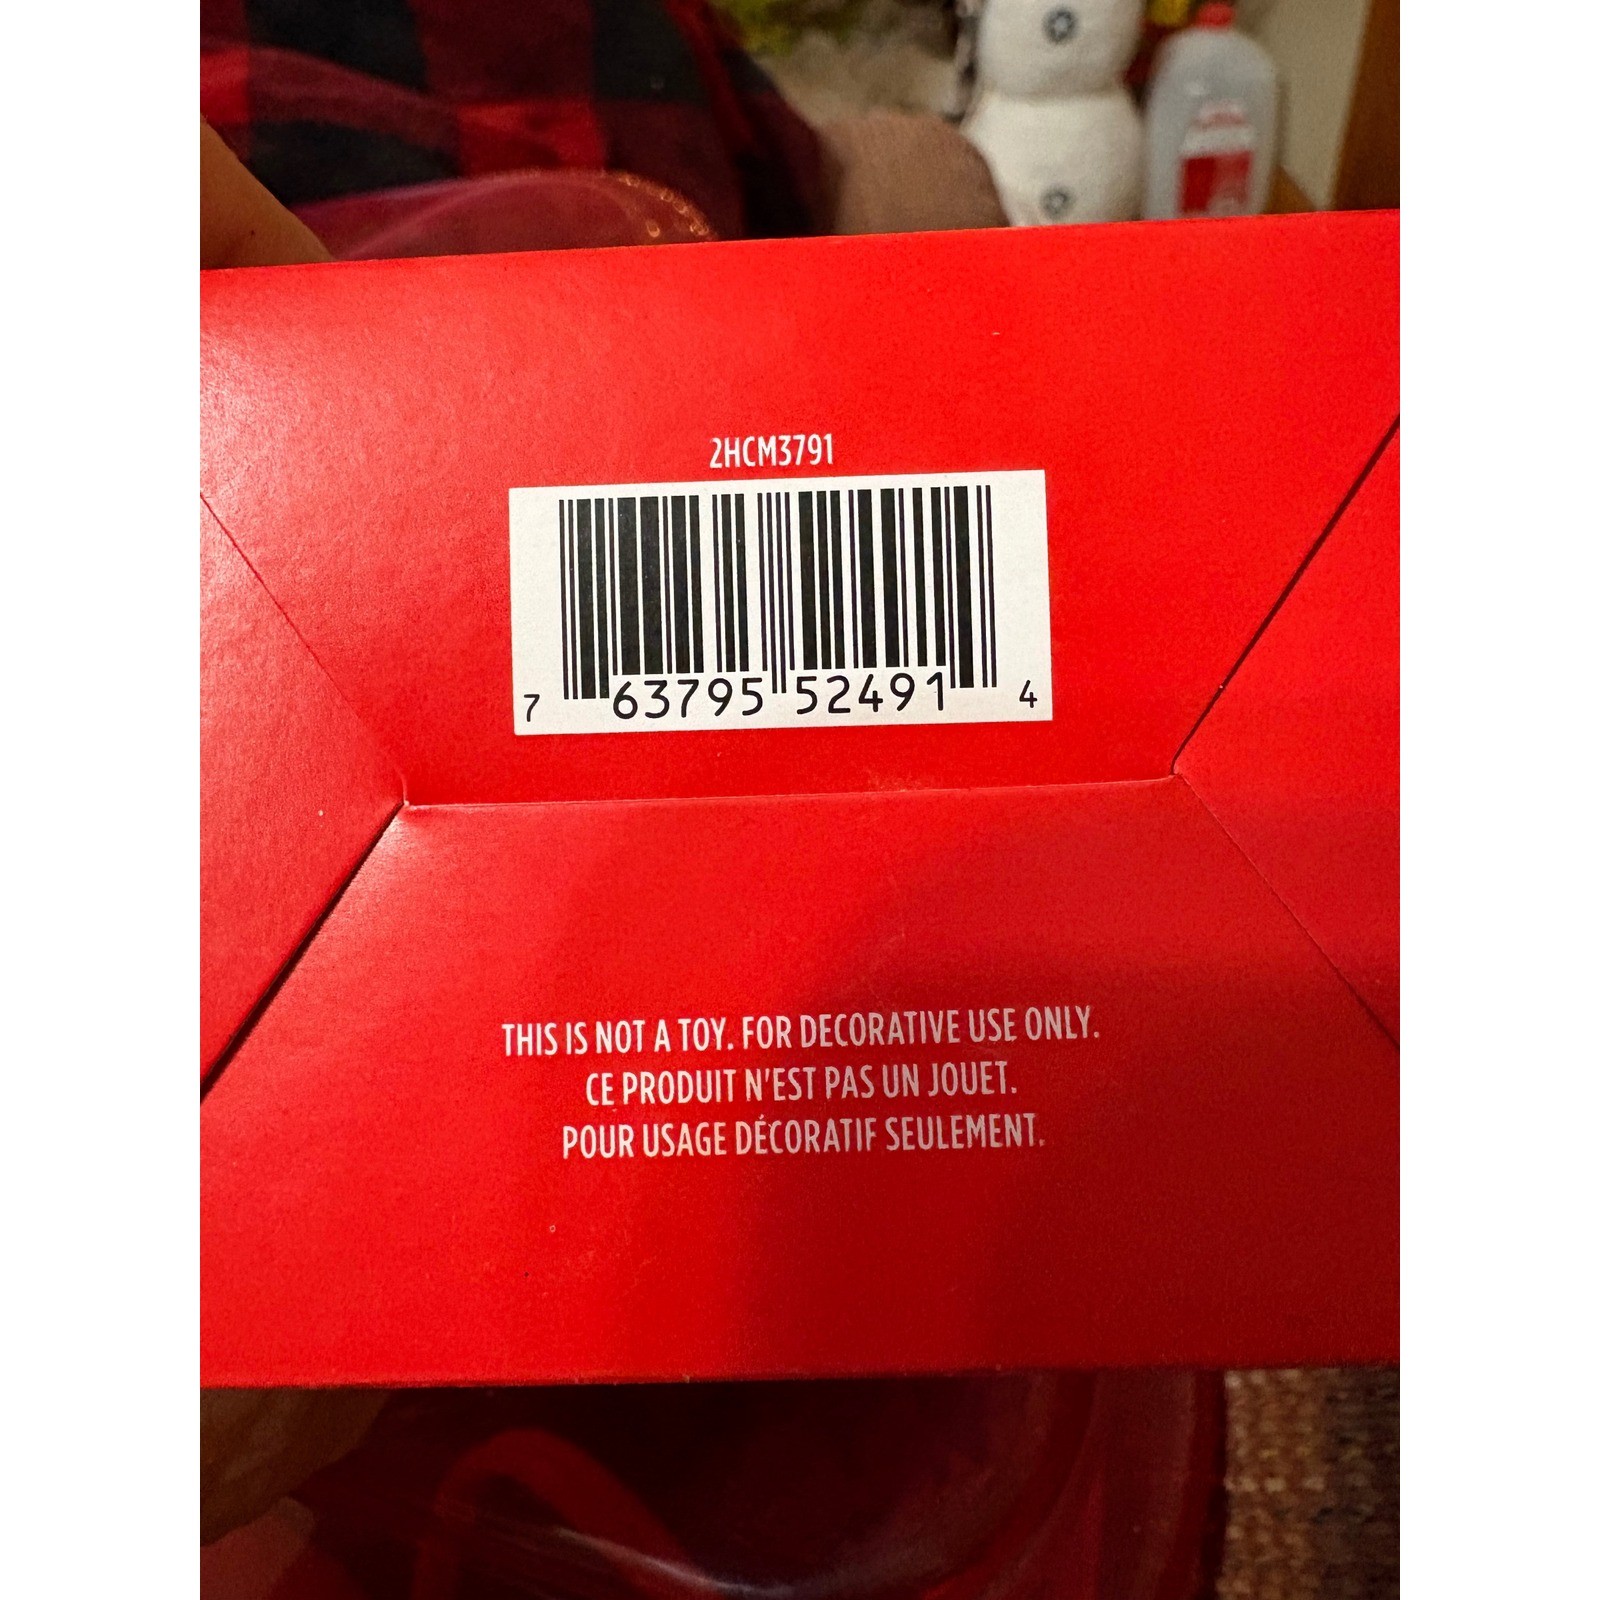 2HCM3791
7 63795 52491 4
THIS IS NOT A TOY. FOR DECORATIVE USE ONLY.
CE PRODUIT N'EST PAS UN JOUET.
POUR USAGE DÉCORATIF SEULEMENT.